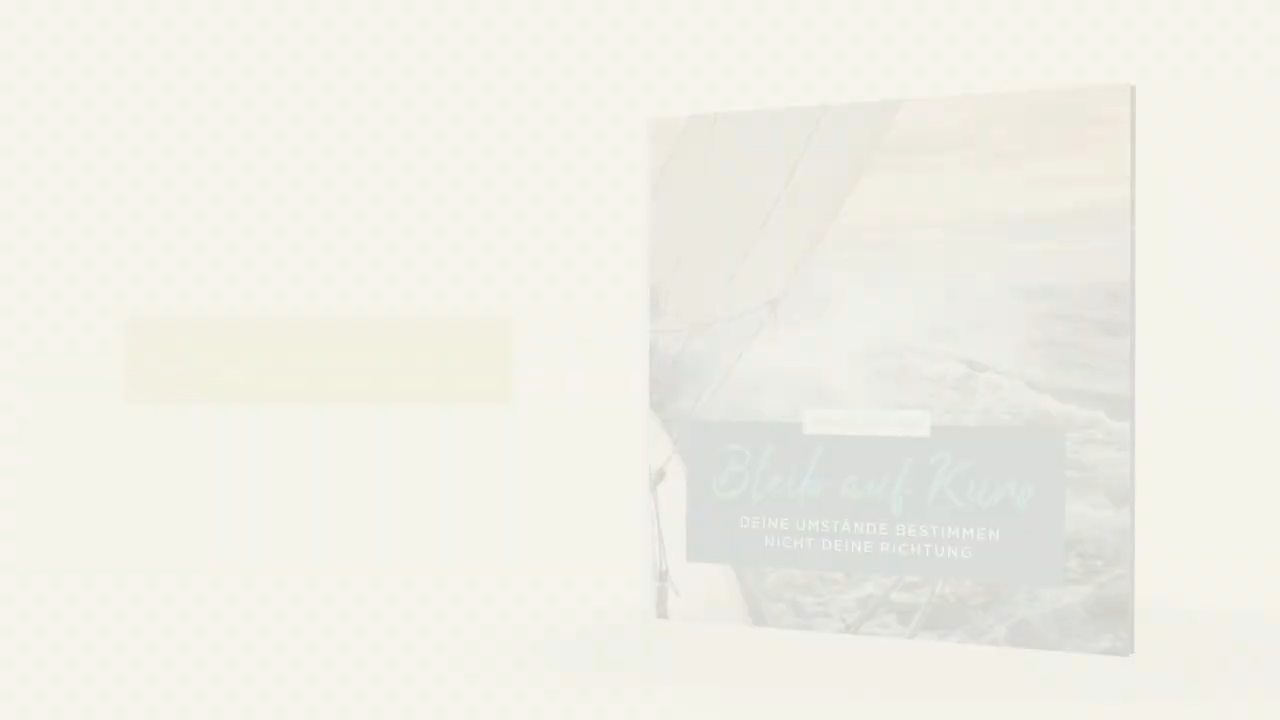 Bleib auf Kurs
DEINE UMSTÄNDE BESTIMMEN
NICHT DEINE RICHTUNG